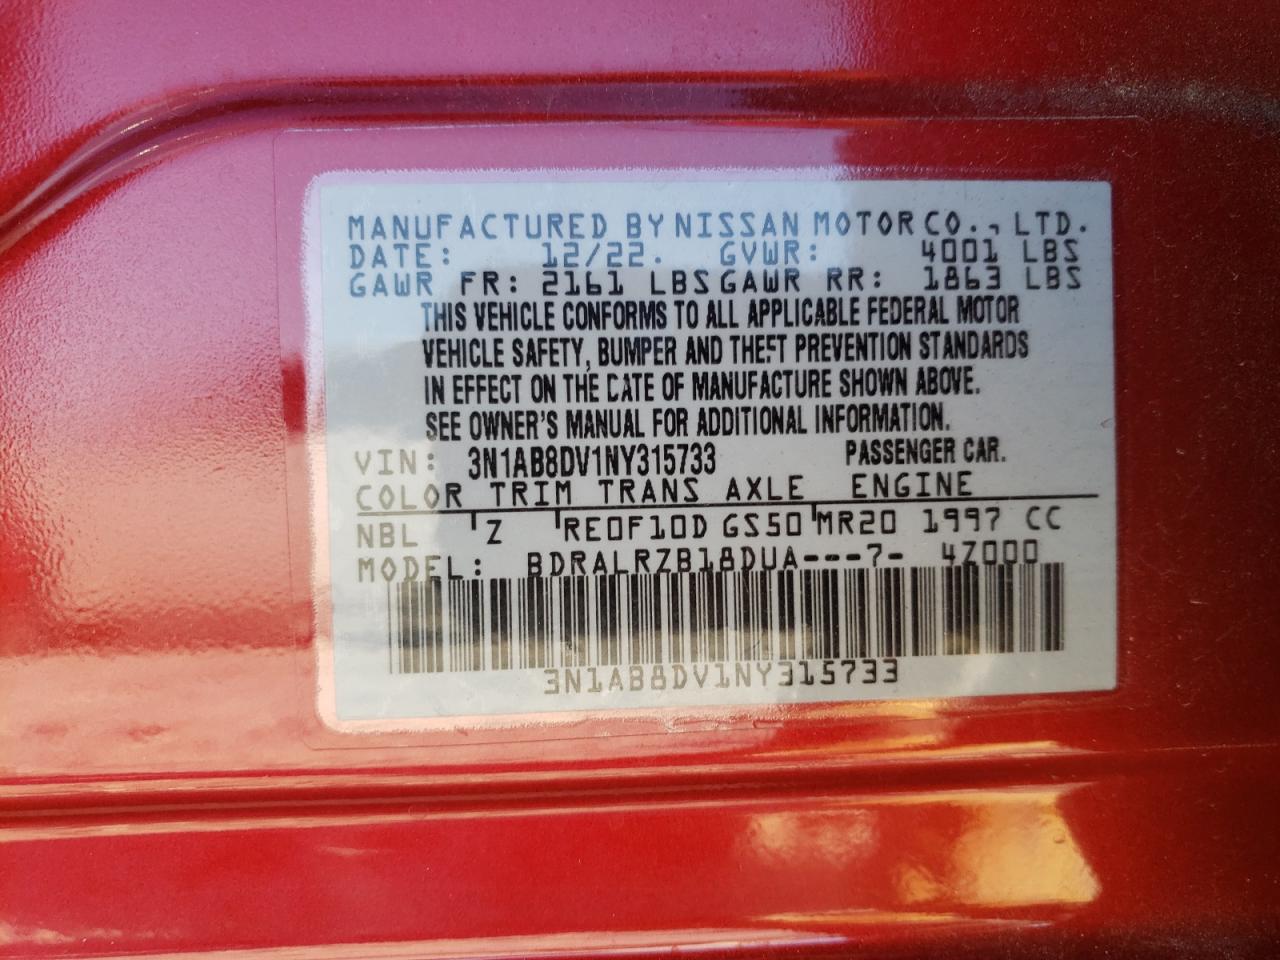 MANUFACTURED BY NISSAN MOTOR CO., LTD.
DATE: 12/22. GVWR: 4001 LBS
GAWR FR: 2161 LBS GAWR RR: 1863 LBS
THIS VEHICLE CONFORMS TO ALL APPLICABLE FEDERAL MOTOR
VEHICLE SAFETY, BUMPER AND THEFT PREVENTION STANDARDS
IN EFFECT ON THE DATE OF MANUFACTURE SHOWN ABOVE.
SEE OWNER'S MANUAL FOR ADDITIONAL INFORMATION.
VIN: 3N1AB8DV1NY315733 PASSENGER CAR.
COLOR TRIM TRANS AXLE ENGINE
NBL Z RE0F10D GS50 MR20 1997 CC
MODEL: BDRALRZB18DUA---7- 4Z000
3N1AB8DV1NY315733